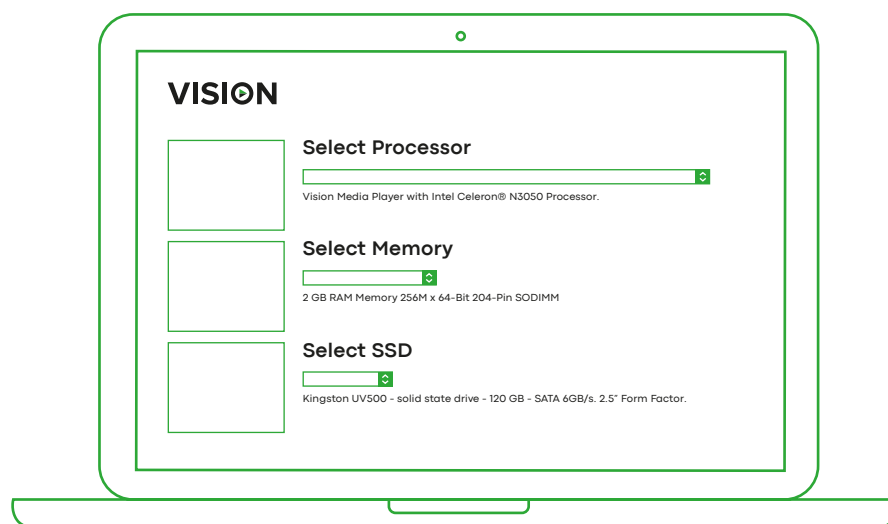 VISION
Select Processor
Vision Media Player with Intel Celeron® N3050 Processor.
Select Memory
2 GB RAM Memory 256M x 64-Bit 204-Pin SODIMM
Select SSD
Kingston UV500 - solid state drive - 120 GB - SATA 6GB/s. 2.5" Form Factor.